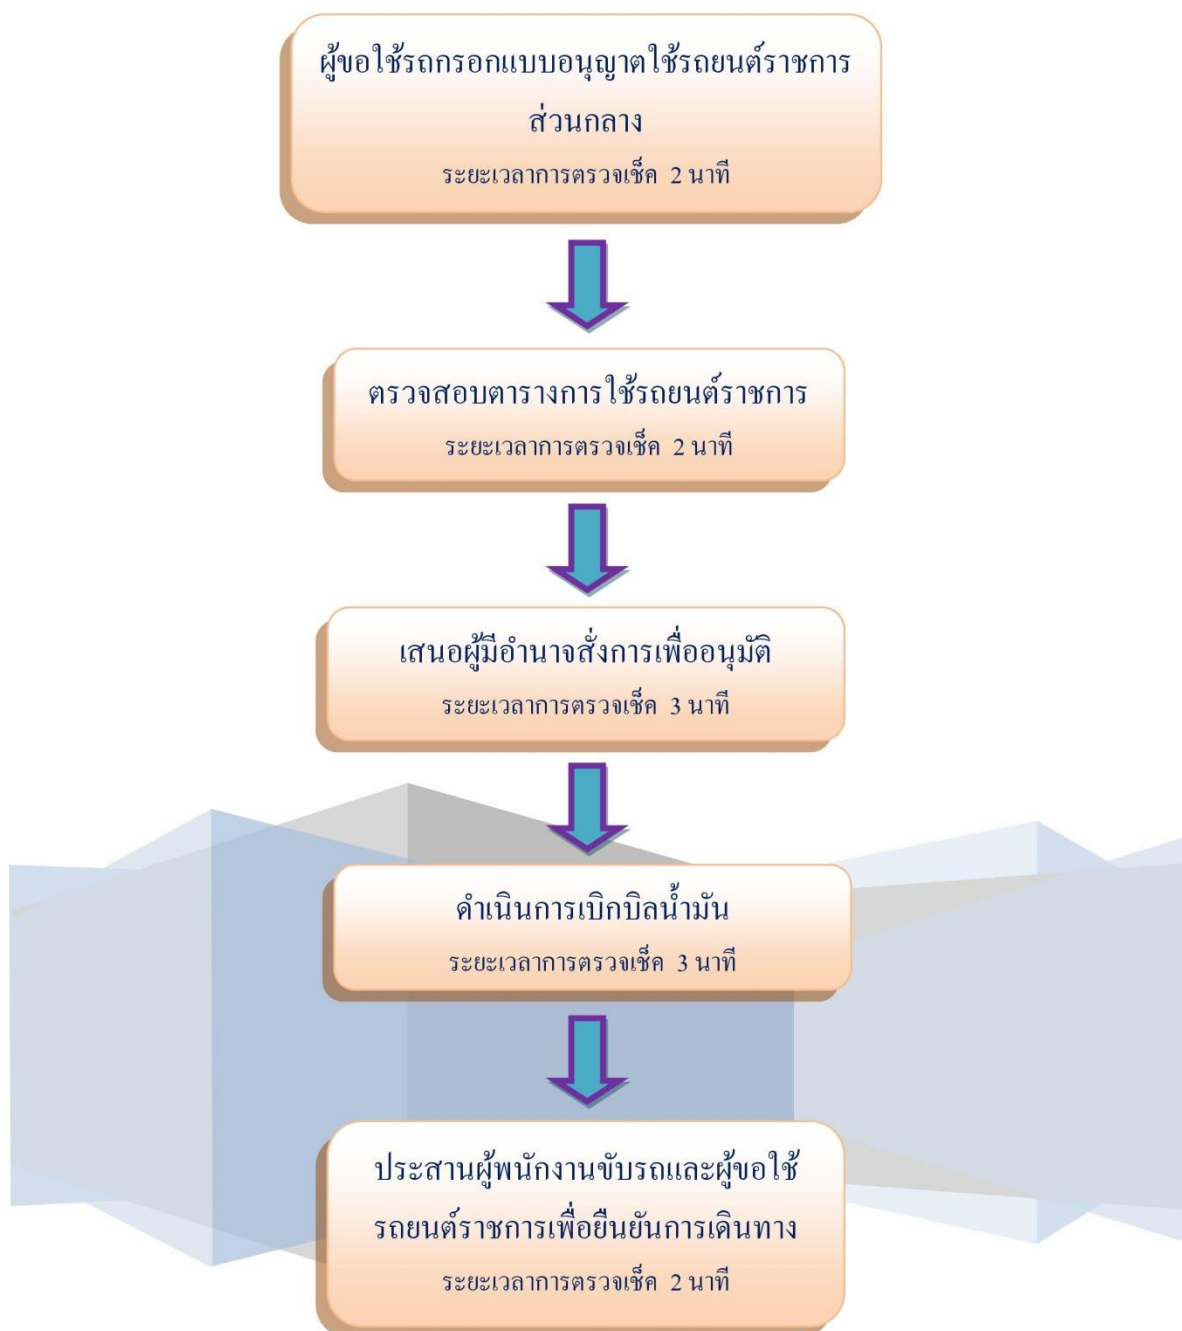 ผู้ขอใช้รถกรอกแบบอนุญาตใช้รถยนต์ราชการ
ส่วนกลาง
ระยะเวลาการตรวจเช็ค 2 นาที
ตรวจสอบตารางการใช้รถยนต์ราชการ
ระยะเวลาการตรวจเช็ค 2 นาที
เสนอผู้มีอำนาจสั่งการเพื่ออนุมัติ
ระยะเวลาการตรวจเช็ค 3 นาที
ดำเนินการเบิกบิลน้ำมัน
ระยะเวลาการตรวจเช็ค 3 นาที
ประสานผู้พนักงานขับรถและผู้ขอใช้
รถยนต์ราชการเพื่อยืนยันการเดินทาง
ระยะเวลาการตรวจเช็ค 2 นาที